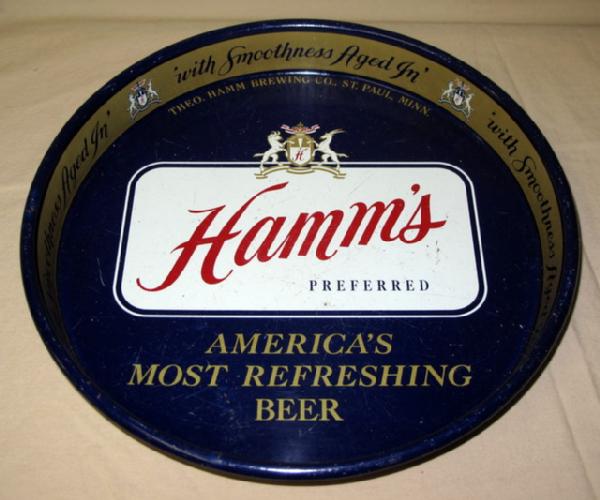 'with Smoothness Aged In'
THEO. HAMM BREWING CO., ST. PAUL, MINN.
Aged In'
'with Smoothness
H
Hamm's
PREFERRED
AMERICA'S
MOST REFRESHING
BEER